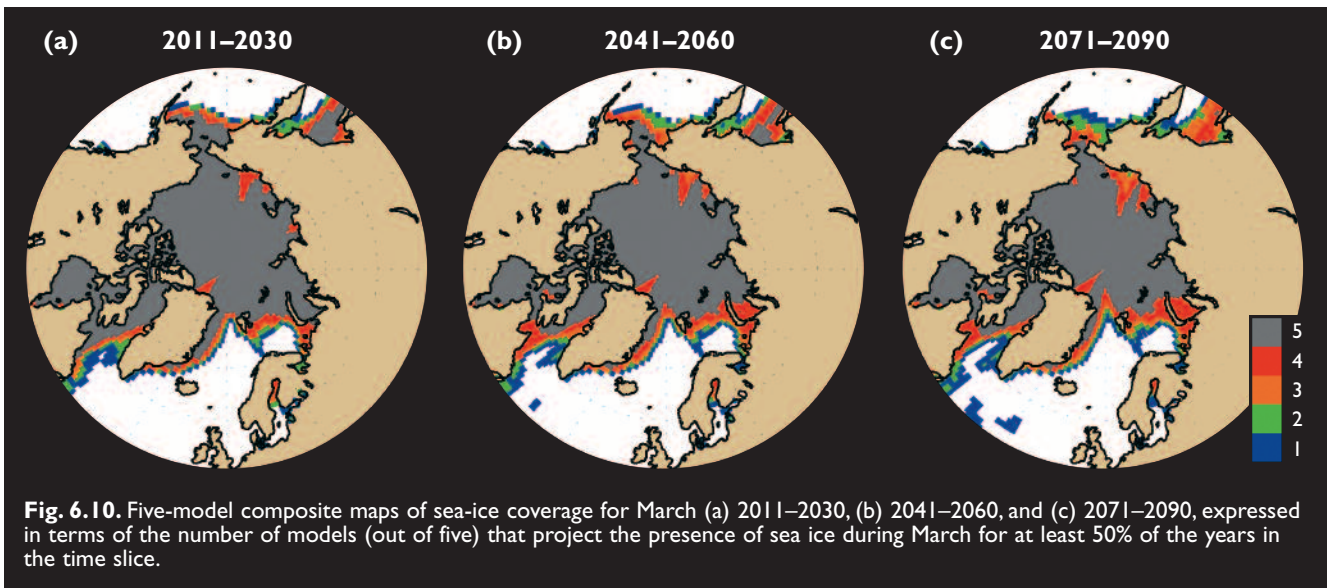 (a) 2011–2030
(b) 2041–2060
(c) 2071–2090
5
4
3
2
1
Fig. 6.10. Five-model composite maps of sea-ice coverage for March (a) 2011–2030, (b) 2041–2060, and (c) 2071–2090, expressed
in terms of the number of models (out of five) that project the presence of sea ice during March for at least 50% of the years in
the time slice.